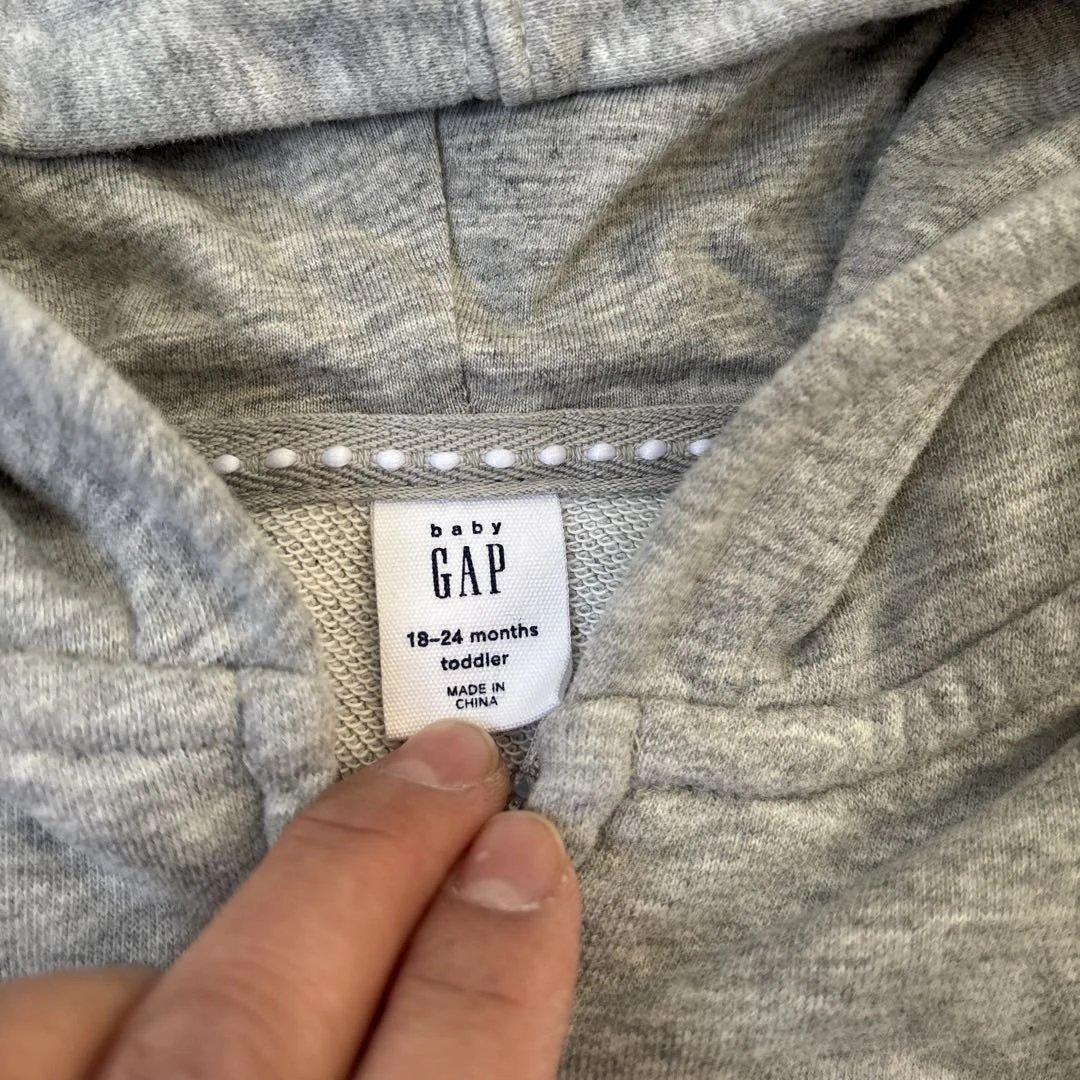 baby
GAP
18–24 months
toddler
MADE IN
CHINA